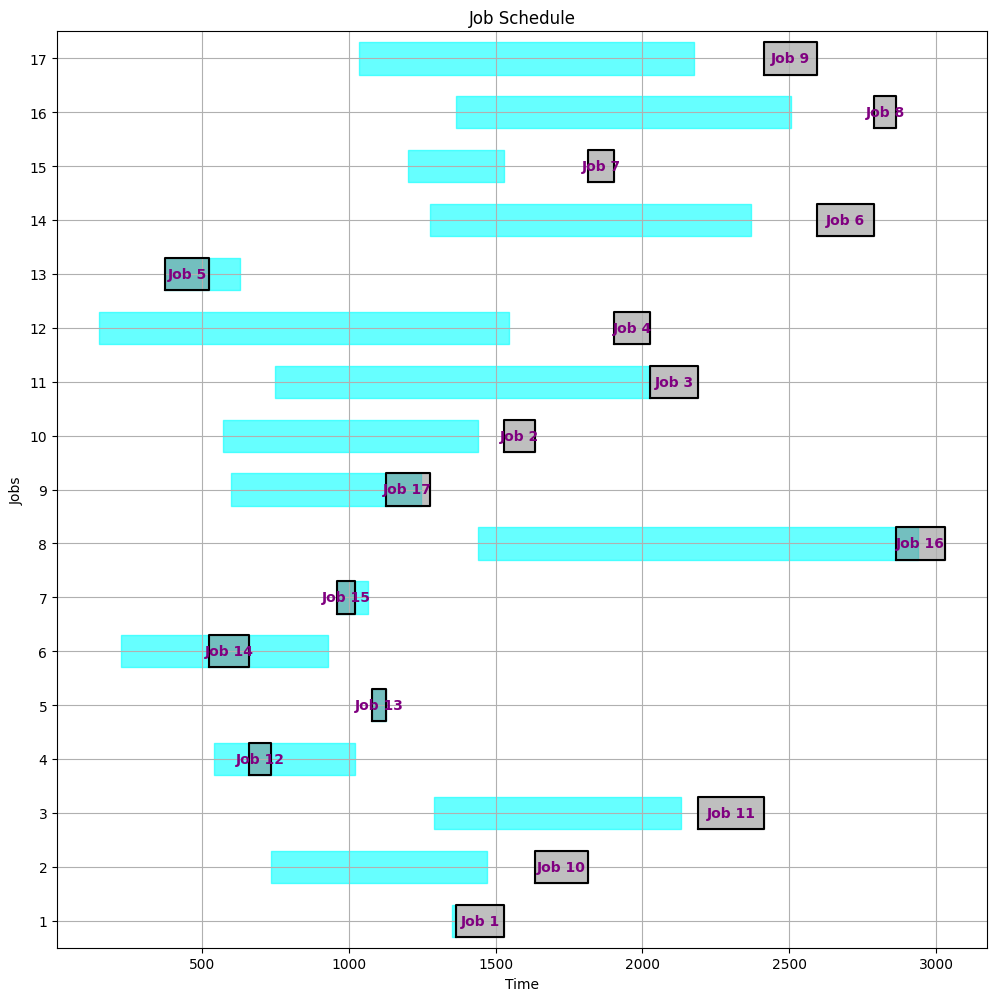 Job Schedule
Jobs
17
Job 9
16
Job 8
15
Job 7
14
Job 6
13
Job 5
12
Job 4
11
Job 3
10
Job 2
9
Job 17
8
Job 16
7
Job 15
6
Job 14
5
Job 13
4
Job 12
3
Job 11
2
Job 10
1
Job 1
500 1000 1500 2000 2500 3000
Time